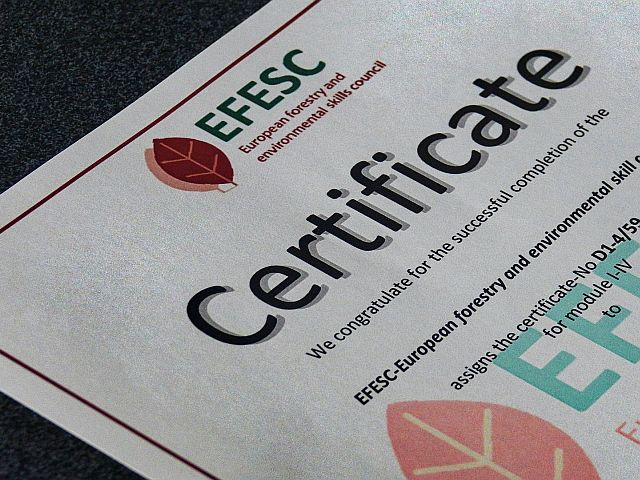 EFESC
European forestry and
environmental skills council
Certificate
We congratulate for the successful completion of the
EFESC-European forestry and environmental skill
assigns the certificate-No D1-4/59
for module I-IV
to